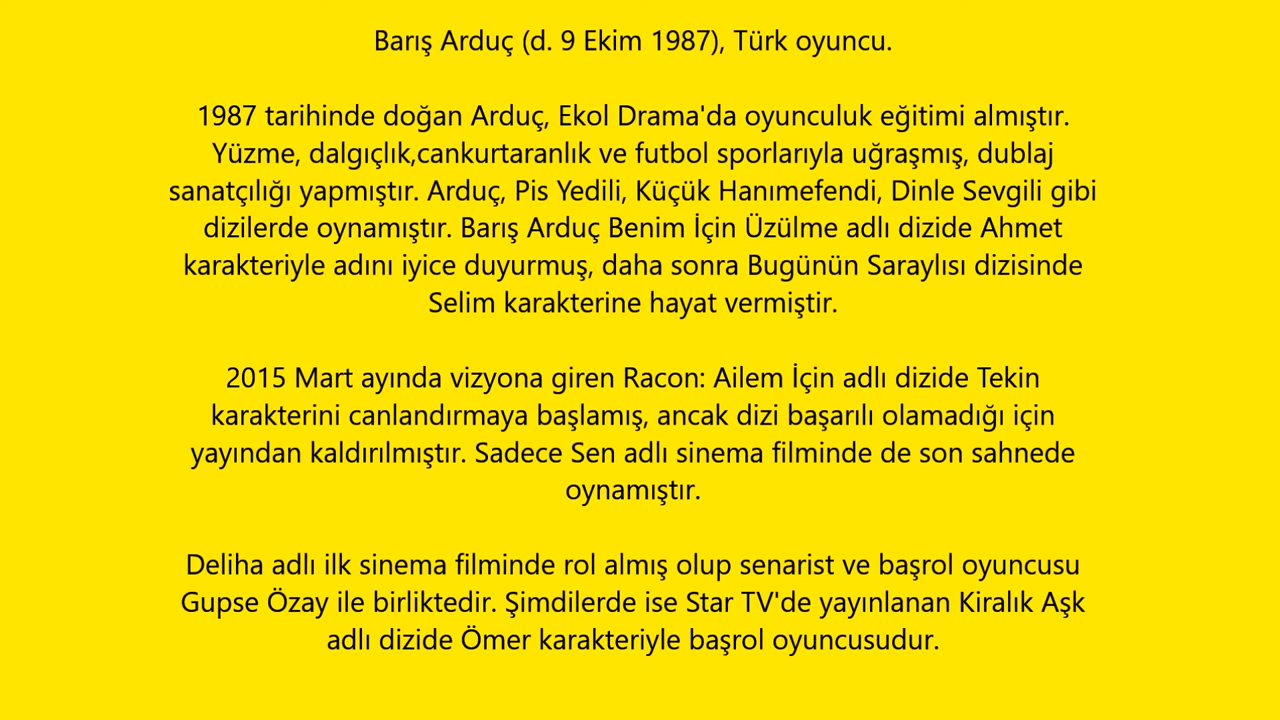 Barış Arduç (d. 9 Ekim 1987), Türk oyuncu.
1987 tarihinde doğan Arduç, Ekol Drama'da oyunculuk eğitimi almıştır.
Yüzme, dalgıçlık,cankurtaranlık ve futbol sporlarıyla uğraşmış, dublaj
sanatçılığı yapmıştır. Arduç, Pis Yedili, Küçük Hanımefendi, Dinle Sevgili gibi
dizilerde oynamıştır. Barış Arduç Benim İçin Üzülme adlı dizide Ahmet
karakteriyle adını iyice duyurmuş, daha sonra Bugünün Saraylısı dizisinde
Selim karakterine hayat vermiştir.
2015 Mart ayında vizyona giren Racon: Ailem İçin adlı dizide Tekin
karakterini canlandırmaya başlamış, ancak dizi başarılı olamadığı için
yayından kaldırılmıştır. Sadece Sen adlı sinema filminde de son sahnede
oynamıştır.
Deliha adlı ilk sinema filminde rol almış olup senarist ve başrol oyuncusu
Gupse Özay ile birliktedir. Şimdilerde ise Star TV'de yayınlanan Kiralık Aşk
adlı dizide Ömer karakteriyle başrol oyuncusudur.